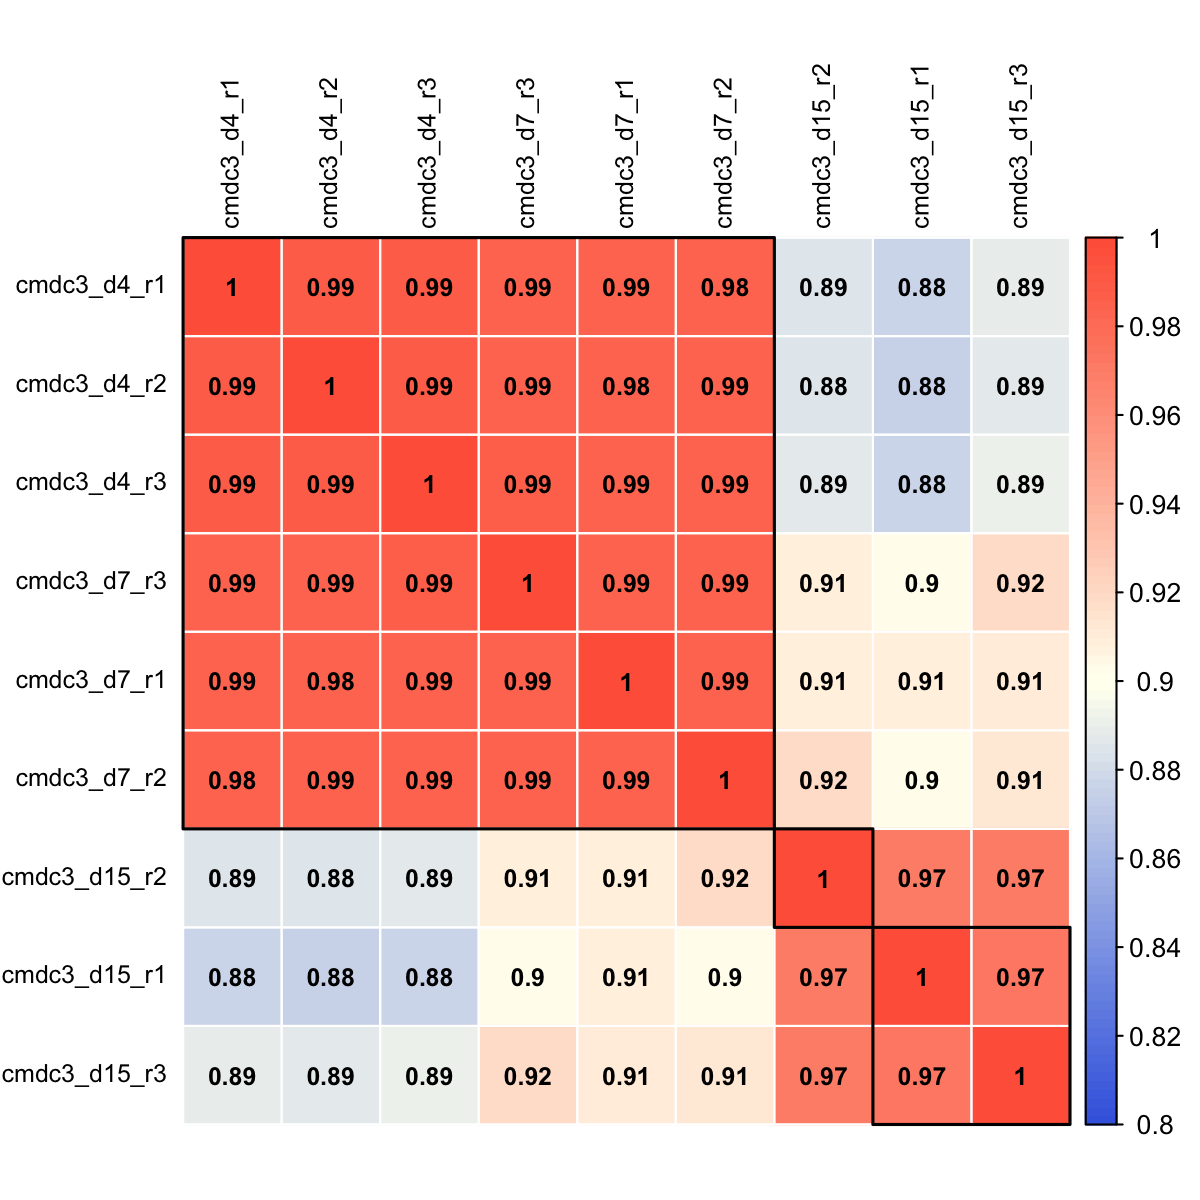 cmdc3_d4_r1 cmdc3_d4_r2 cmdc3_d4_r3 cmdc3_d7_r3 cmdc3_d7_r1 cmdc3_d7_r2 cmdc3_d15_r2 cmdc3_d15_r1 cmdc3_d15_r3
cmdc3_d4_r1 1 0.99 0.99 0.99 0.99 0.98 0.89 0.88 0.89
cmdc3_d4_r2 0.99 1 0.99 0.99 0.98 0.99 0.88 0.88 0.89
cmdc3_d4_r3 0.99 0.99 1 0.99 0.99 0.99 0.89 0.88 0.89
cmdc3_d7_r3 0.99 0.99 0.99 1 0.99 0.99 0.91 0.9 0.92
cmdc3_d7_r1 0.99 0.98 0.99 0.99 1 0.99 0.91 0.91 0.91
cmdc3_d7_r2 0.98 0.99 0.99 0.99 0.99 1 0.92 0.9 0.91
cmdc3_d15_r2 0.89 0.88 0.89 0.91 0.91 0.92 1 0.97 0.97
cmdc3_d15_r1 0.88 0.88 0.88 0.9 0.91 0.9 0.97 1 0.97
cmdc3_d15_r3 0.89 0.89 0.89 0.92 0.91 0.91 0.97 0.97 1
1
0.98
0.96
0.94
0.92
0.9
0.88
0.86
0.84
0.82
0.8